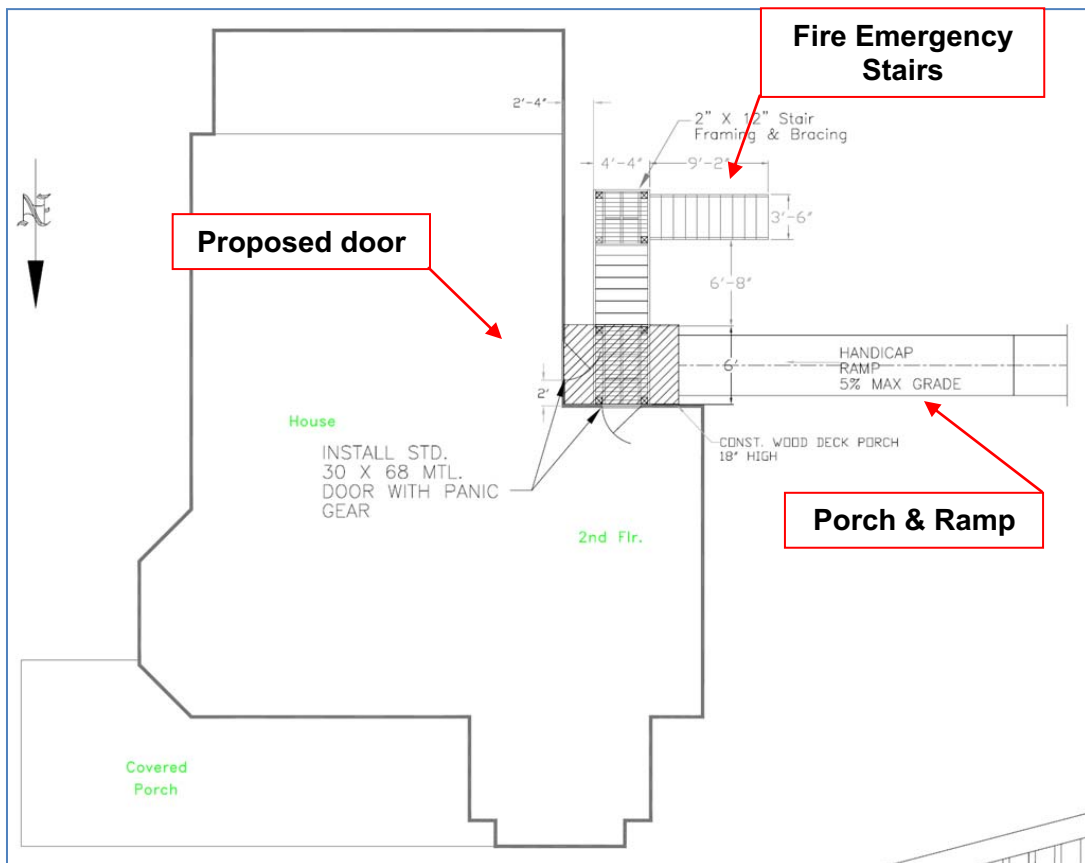 Fire Emergency
Stairs
2'-4"
2" X 12" Stair
Framing & Bracing
4'-4"
9'-2"
N
3'-6"
Proposed door
6'-8"
HANDICAP
RAMP
5% MAX GRADE
6'
2'
House
INSTALL STD.
30 X 68 MTL.
DOOR WITH PANIC
GEAR
CONST. WOOD DECK PORCH
18" HIGH
Porch & Ramp
2nd Flr.
Covered
Porch